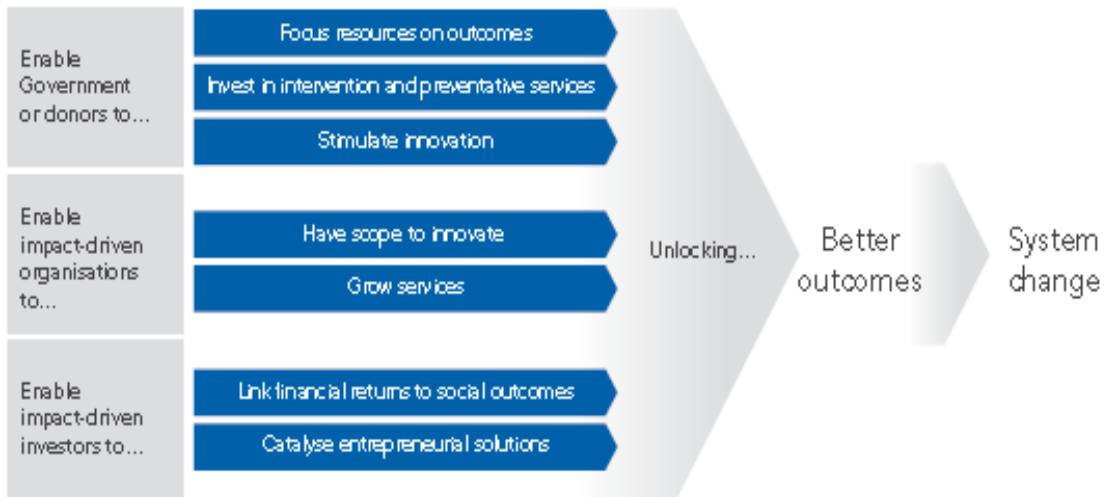 Enable
Government
or donors to...
Focus resources on outcomes
Invest in intervention and preventative services
Stimulate innovation
Enable
impact-driven
organisations
to...
Have scope to innovate
Grow services
Enable
impact-driven
investors to...
Link financial returns to social outcomes
Catalyse entrepreneurial solutions
Unlocking...
Better
outcomes
System
change